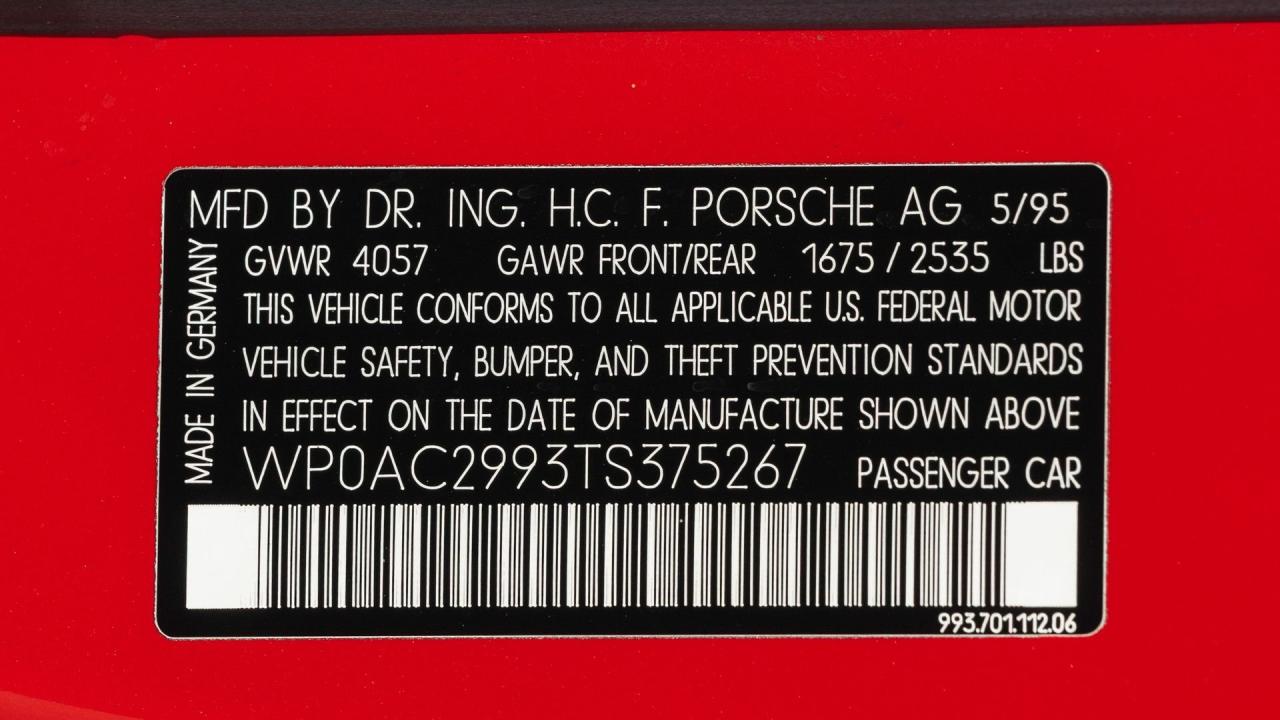 MFD BY DR. ING. H.C. F. PORSCHE AG 5/95
GVWR 4057 GAWR FRONT/REAR 1675 / 2535 LBS
THIS VEHICLE CONFORMS TO ALL APPLICABLE U.S. FEDERAL MOTOR
VEHICLE SAFETY, BUMPER, AND THEFT PREVENTION STANDARDS
IN EFFECT ON THE DATE OF MANUFACTURE SHOWN ABOVE
WP0AC2993TS375267 PASSENGER CAR
MADE IN GERMANY
993.701.112.06